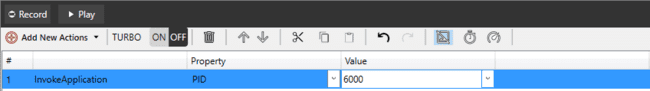 Record Play
Add New Actions TURBO ON OFF
# Property Value
1 InvokeApplication PID 6000